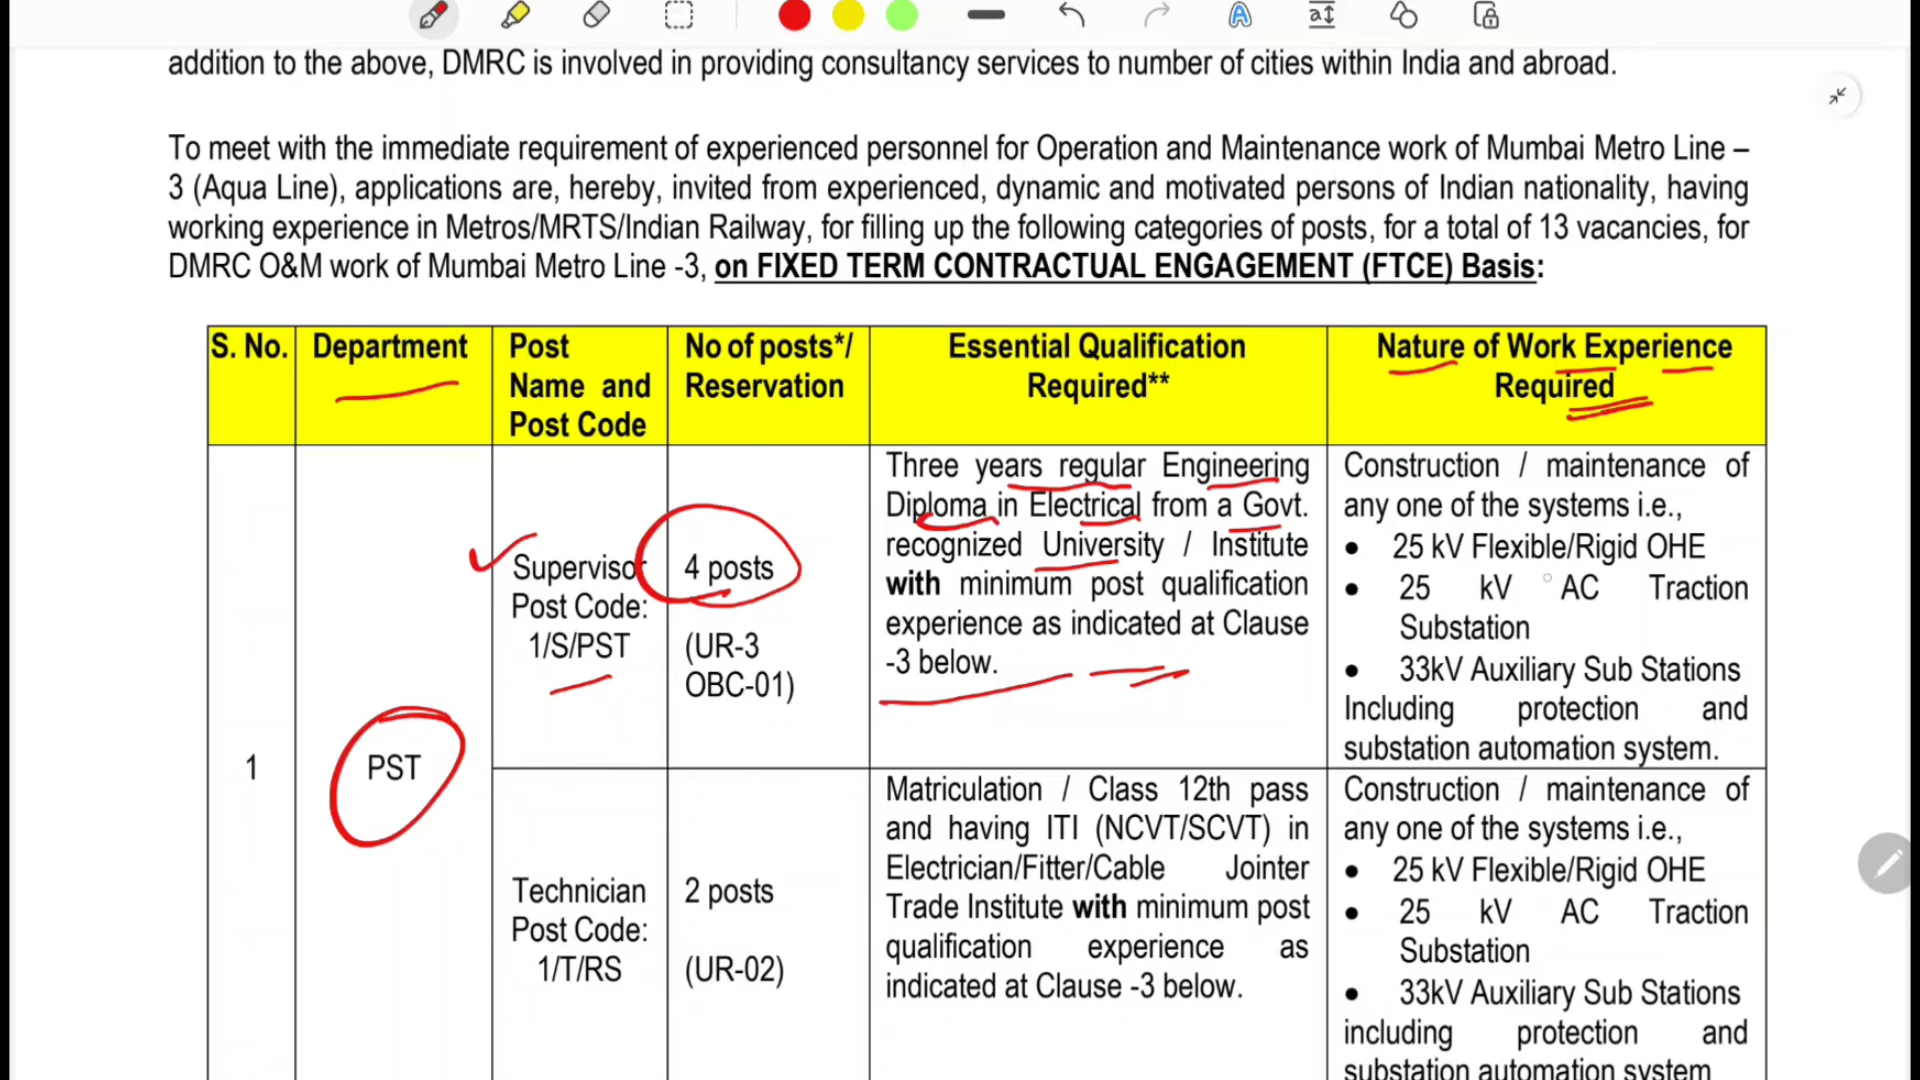 addition to the above, DMRC is involved in providing consultancy services to number of cities within India and abroad.
To meet with the immediate requirement of experienced personnel for Operation and Maintenance work of Mumbai Metro Line –
3 (Aqua Line), applications are, hereby, invited from experienced, dynamic and motivated persons of Indian nationality, having
working experience in Metros/MRTS/Indian Railway, for filling up the following categories of posts, for a total of 13 vacancies, for
DMRC O&M work of Mumbai Metro Line -3, on FIXED TERM CONTRACTUAL ENGAGEMENT (FTCE) Basis:
S. No.
Department
Post
Name and
Post Code
No of posts*/
Reservation
Essential Qualification
Required**
Nature of Work Experience
Required
1
PST
Supervisor
Post Code:
1/S/PST
4 posts
(UR-3
OBC-01)
Three years regular Engineering
Diploma in Electrical from a Govt.
recognized University / Institute
with minimum post qualification
experience as indicated at Clause
-3 below.
Construction / maintenance of
any one of the systems i.e.,
• 25 kV Flexible/Rigid OHE
• 25 kV AC Traction
Substation
• 33kV Auxiliary Sub Stations
Including protection and
substation automation system.
Technician
Post Code:
1/T/RS
2 posts
(UR-02)
Matriculation / Class 12th pass
and having ITI (NCVT/SCVT) in
Electrician/Fitter/Cable Jointer
Trade Institute with minimum post
qualification experience as
indicated at Clause -3 below.
Construction / maintenance of
any one of the systems i.e.,
• 25 kV Flexible/Rigid OHE
• 25 kV AC Traction
Substation
• 33kV Auxiliary Sub Stations
including protection and
substation automation system